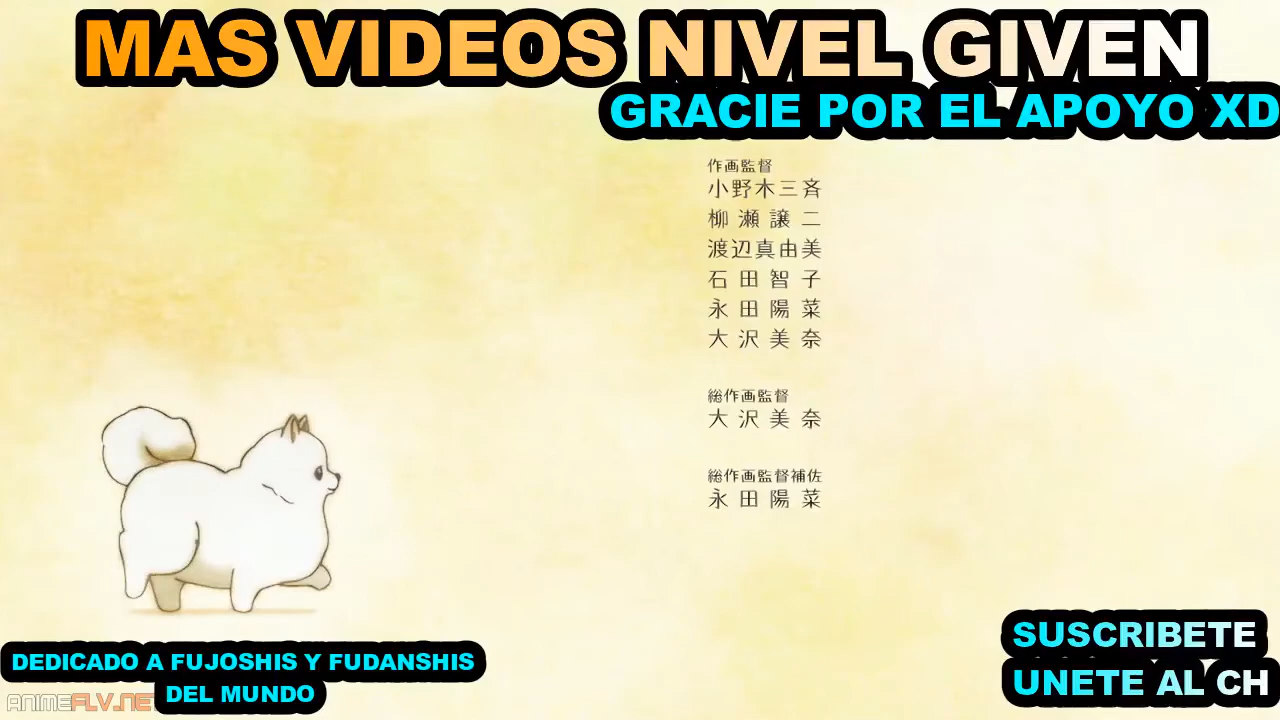 MAS VIDEOS NIVEL GIVEN
GRACIE POR EL APOYO XD
作画監督
小野木三斉
柳瀬譲二
渡辺真由美
石田智子
永田陽菜
大沢美奈
総作画監督
大沢美奈
総作画監督補佐
永田陽菜
DEDICADO A FUJOSHIS Y FUDANSHIS
DEL MUNDO
ANIMEFLV.NET
SUSCRIBETE
UNETE AL CH